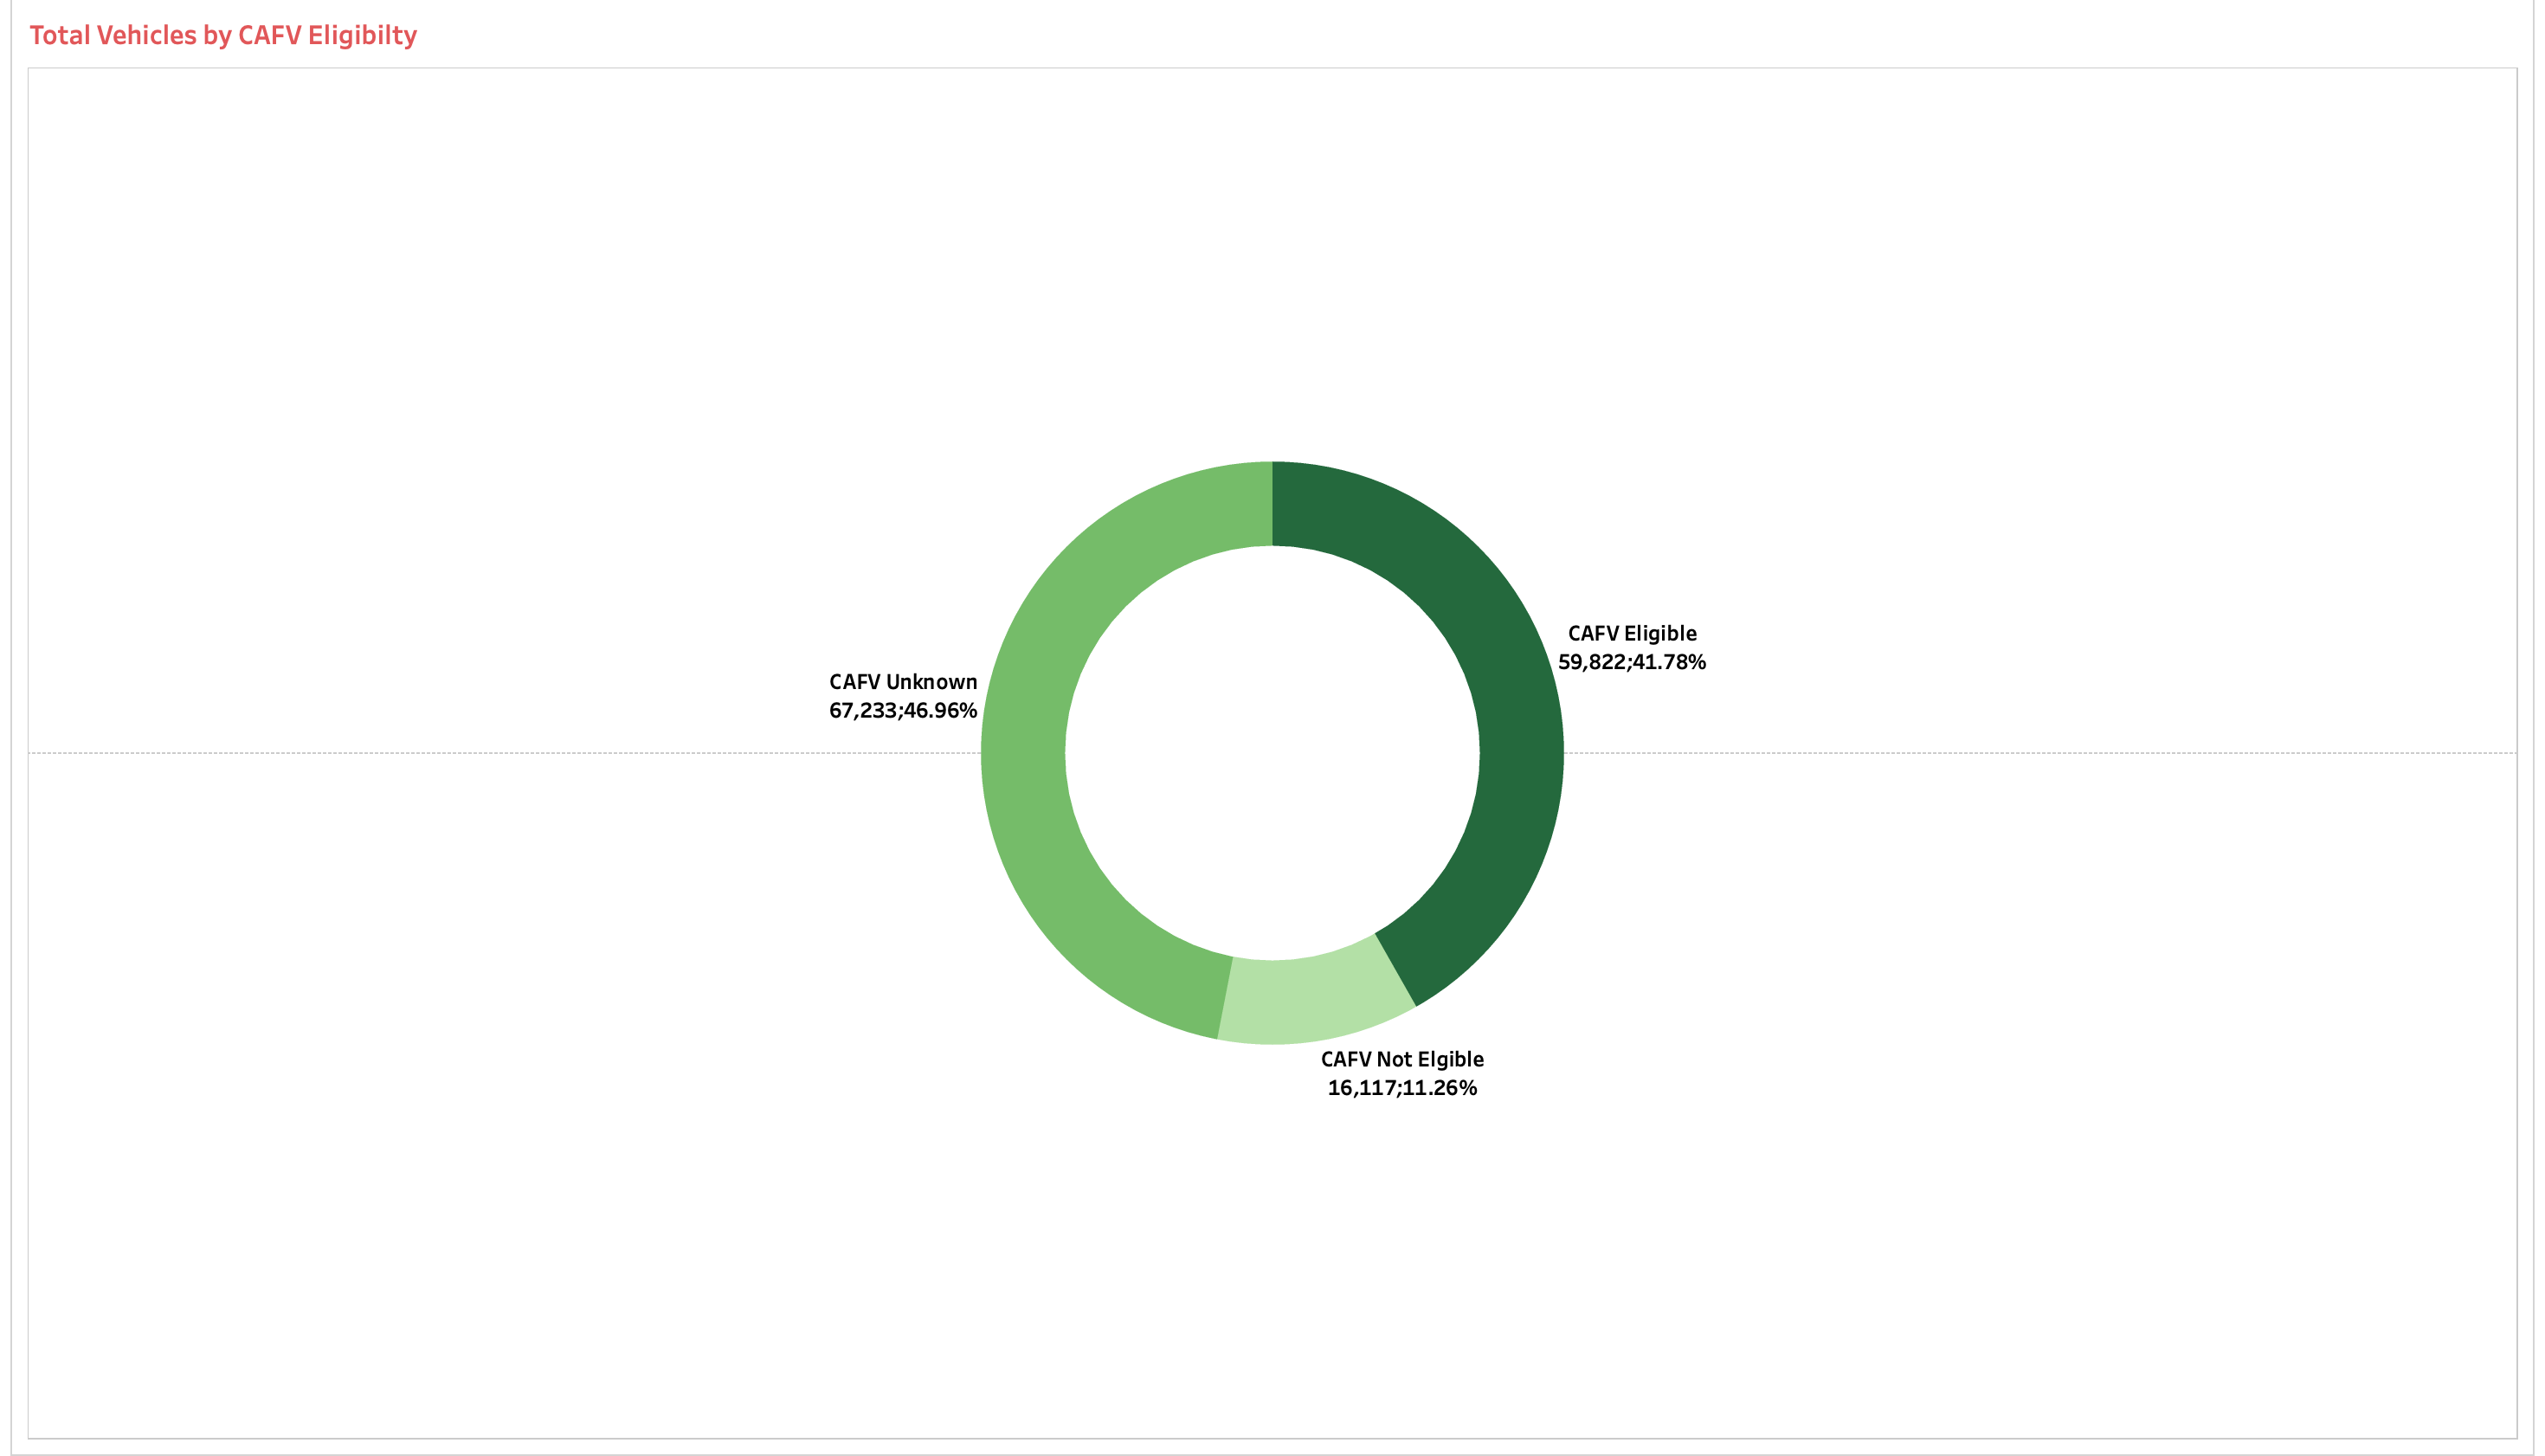 Total Vehicles by CAFV Eligibilty
CAFV Eligible
59,822;41.78%
CAFV Unknown
67,233;46.96%
CAFV Not Elgible
16,117;11.26%